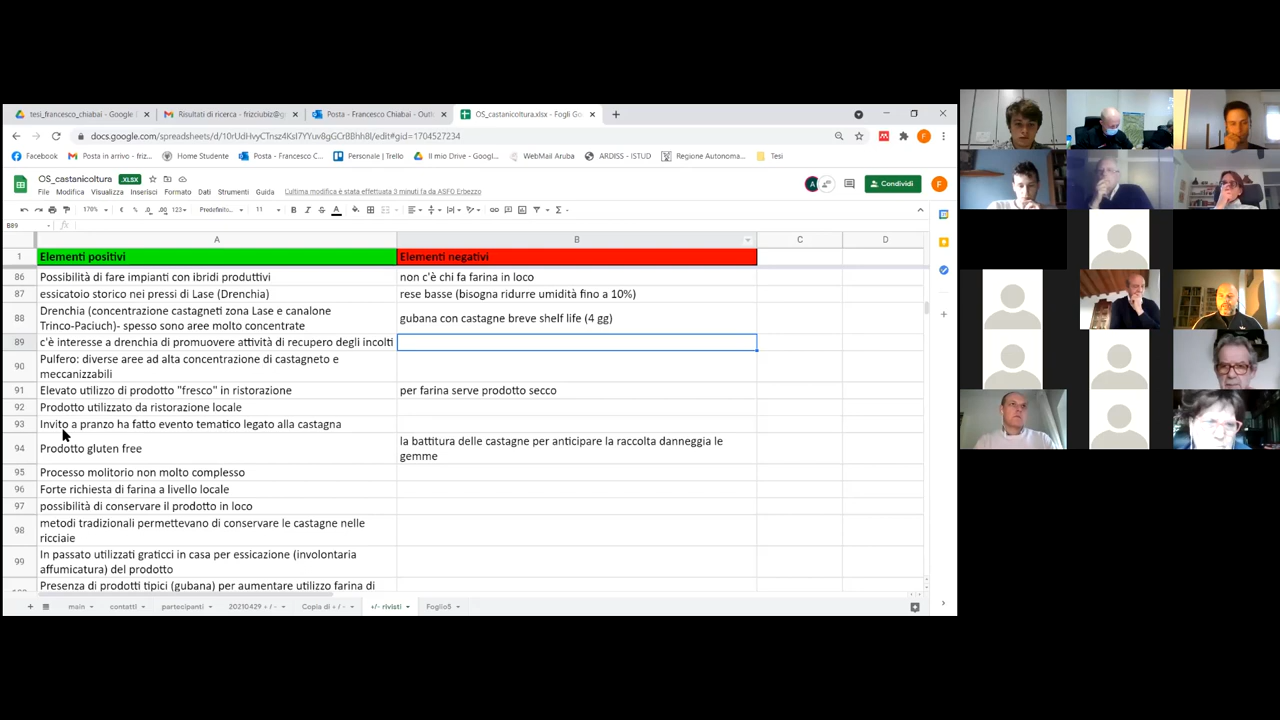 tesi_francesco_chiabai - Google
Risultati di ricerca - frizciubiz@g
Posta - Francesco Chiabai - Outl
OS_castanicoltura.xlsx - Fogli Go
docs.google.com/spreadsheets/d/10rUdHvyCTnsz4KsI7YYuv8gGCrBBhh8I/edit#gid=1704527234
Facebook
Posta in arrivo - friz...
Home Studente
Posta - Francesco C...
Personale | Trello
Il mio Drive - Googl...
WebMail Aruba
ARDISS - ISTUD
Regione Autonoma...
Tesi
OS_castanicoltura .XLSX
File Modifica Visualizza Inserisci Formato Dati Strumenti Guida Ultima modifica è stata effettuata 3 minuti fa da ASFO Erbezzo
A
Condividi
F
170% € % .0 .00 123 Predefinito... 11 B I S A
B89 fx
A B C D
1 Elementi positivi Elementi negativi
86 Possibilità di fare impianti con ibridi produttivi non c'è chi fa farina in loco
87 essicatoio storico nei pressi di Lase (Drenchia) rese basse (bisogna ridurre umidità fino a 10%)
88 Drenchia (concentrazione castagneti zona Lase e canalone
Trinco-Paciuch)- spesso sono aree molto concentrate gubana con castagne breve shelf life (4 gg)
89 c'è interesse a drenchia di promuovere attività di recupero degli incolti
90 Pulfero: diverse aree ad alta concentrazione di castagneto e
meccanizzabili
91 Elevato utilizzo di prodotto "fresco" in ristorazione per farina serve prodotto secco
92 Prodotto utilizzato da ristorazione locale
93 Invito a pranzo ha fatto evento tematico legato alla castagna
94 Prodotto gluten free la battitura delle castagne per anticipare la raccolta danneggia le
gemme
95 Processo molitorio non molto complesso
96 Forte richiesta di farina a livello locale
97 possibilità di conservare il prodotto in loco
98 metodi tradizionali permettevano di conservare le castagne nelle
ricciaie
99 In passato utilizzati graticci in casa per essicazione (involontaria
affumicatura) del prodotto
Presenza di prodotti tipici (gubana) per aumentare utilizzo farina di
main contatti partecipanti 20210429 + / - Copia di + / - +/- rivisti Foglio5